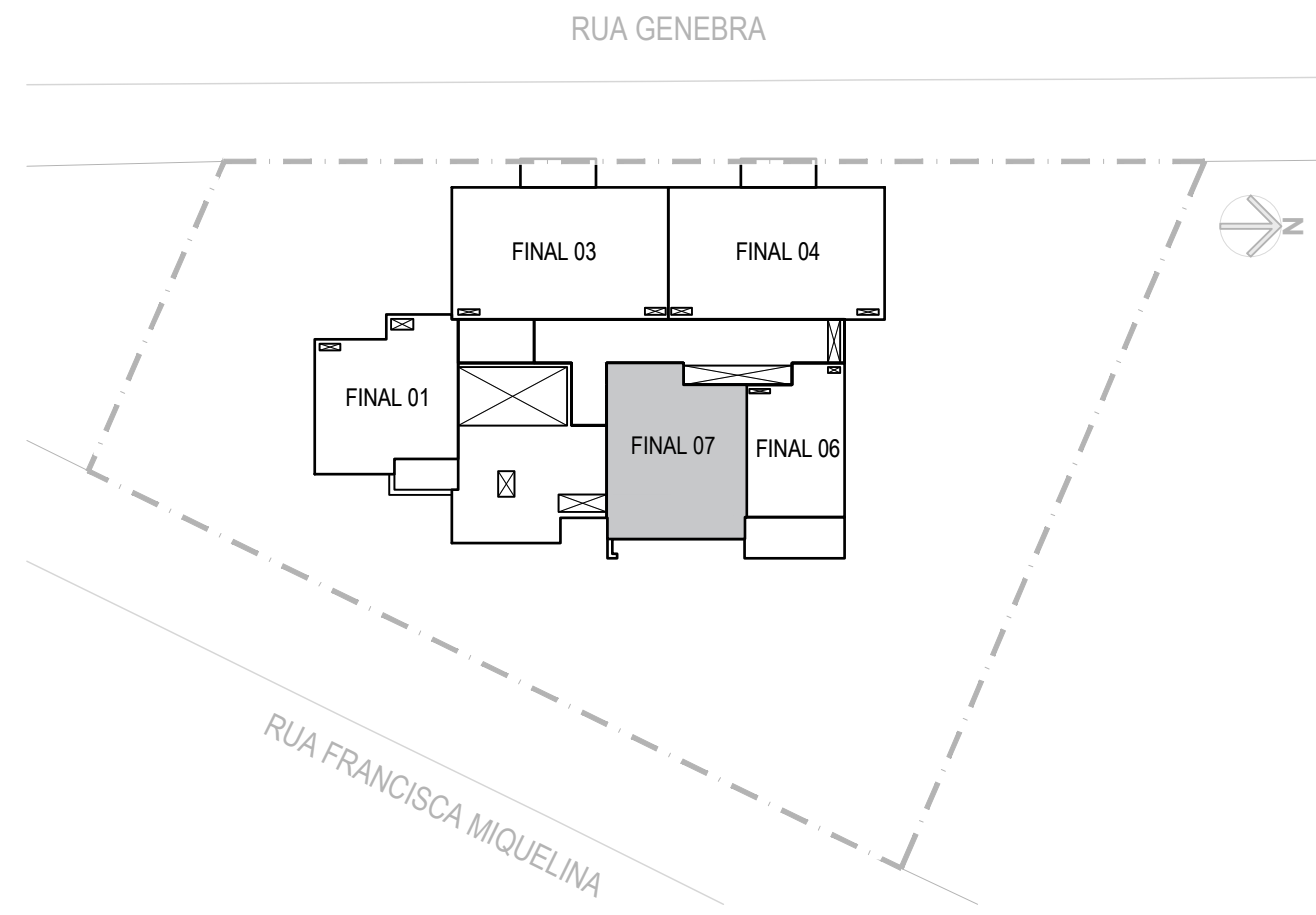 RUA GENEBRA
N
FINAL 03
FINAL 04
FINAL 01
FINAL 07
FINAL 06
RUA FRANCISCA MIQUELINA